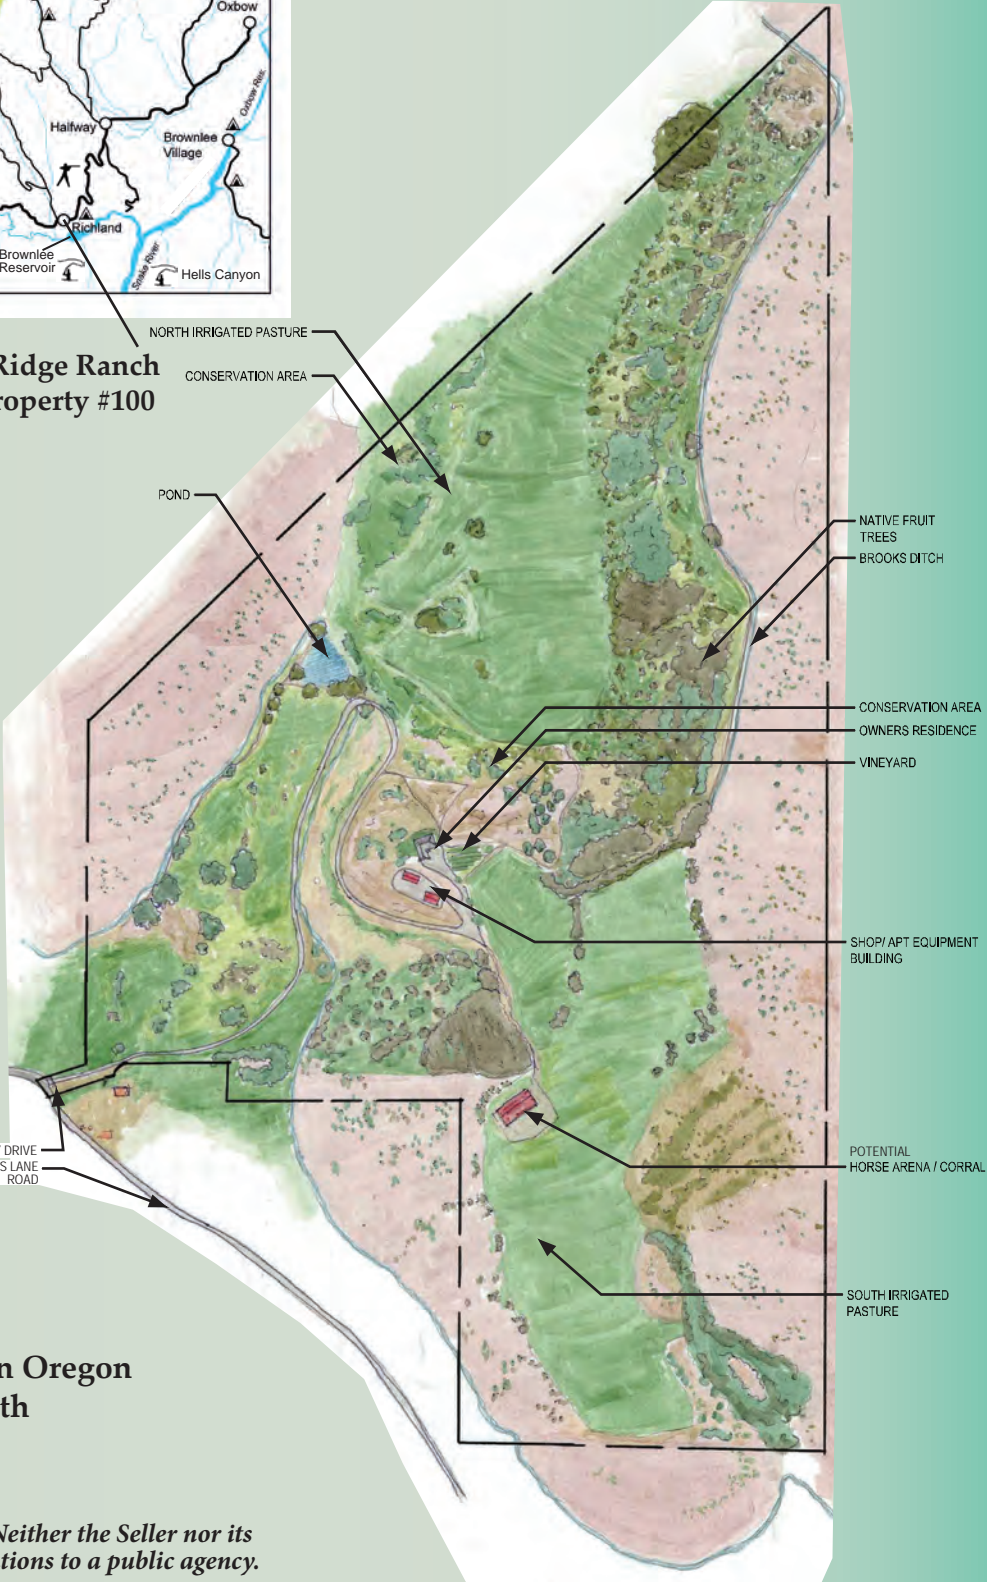 Oxbow
Oxbow Res.
Halfway
Brownlee
Village
Richland
Brownlee
Reservoir
Snake River
Hells Canyon
Ridge Ranch
roperty #100
NORTH IRRIGATED PASTURE
CONSERVATION AREA
POND
NATIVE FRUIT
TREES
BROOKS DITCH
CONSERVATION AREA
OWNERS RESIDENCE
VINEYARD
SHOP/ APT EQUIPMENT
BUILDING
DRIVE
S LANE
ROAD
POTENTIAL
HORSE ARENA / CORRAL
SOUTH IRRIGATED
PASTURE
n Oregon
th
Neither the Seller nor its
tions to a public agency.